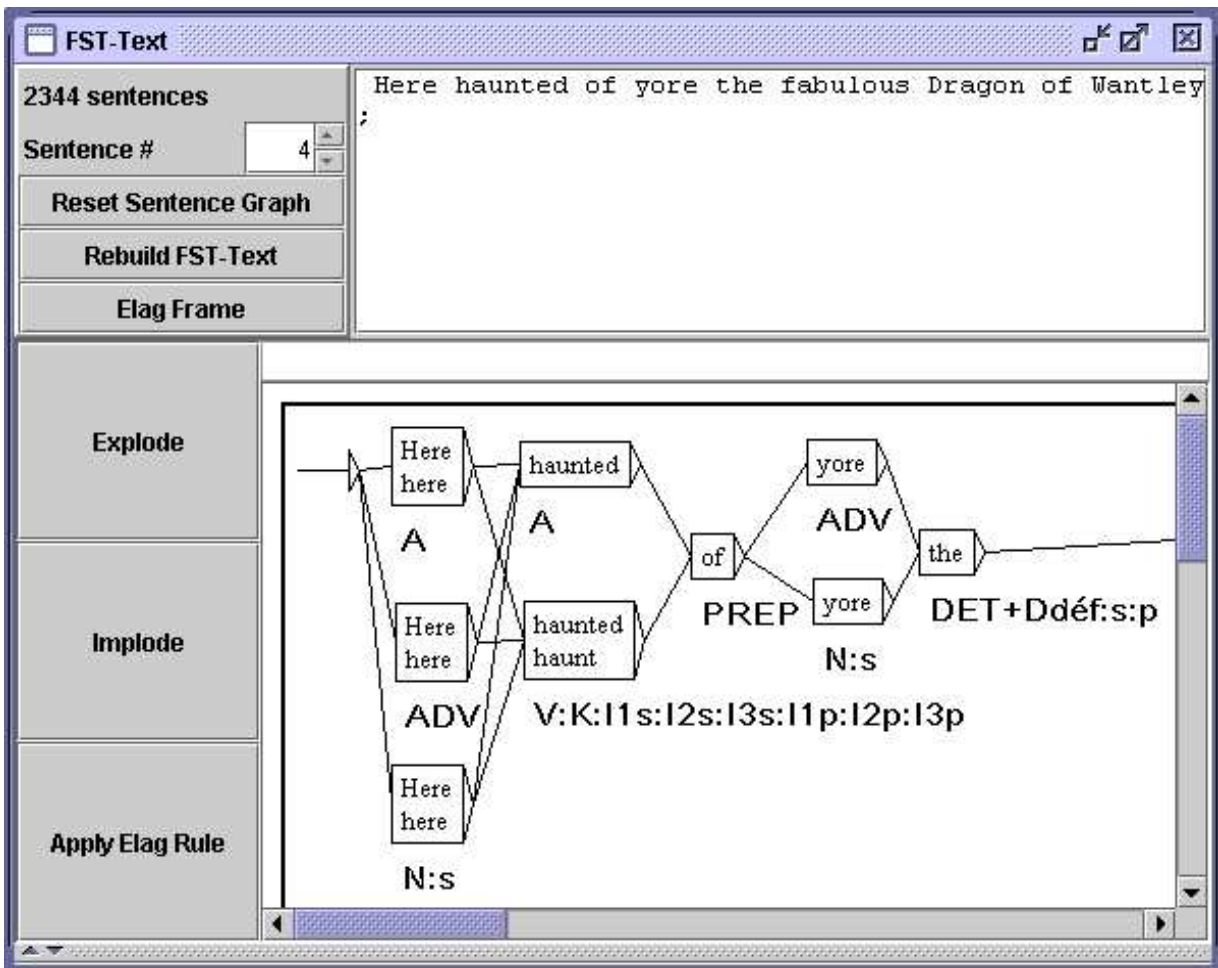 FST-Text
2344 sentences
Sentence #
4
Reset Sentence Graph
Rebuild FST-Text
Elag Frame
Here haunted of yore the fabulous Dragon of Wantley
;
Explode
Implode
Apply Elag Rule
Here
here
A
haunted
A
yore
ADV
of
PREP
the
DET+Ddéf:s:p
Here
here
ADV
haunted
haunt
V:K:I1s:I2s:I3s:I1p:I2p:I3p
yore
N:s
Here
here
N:s